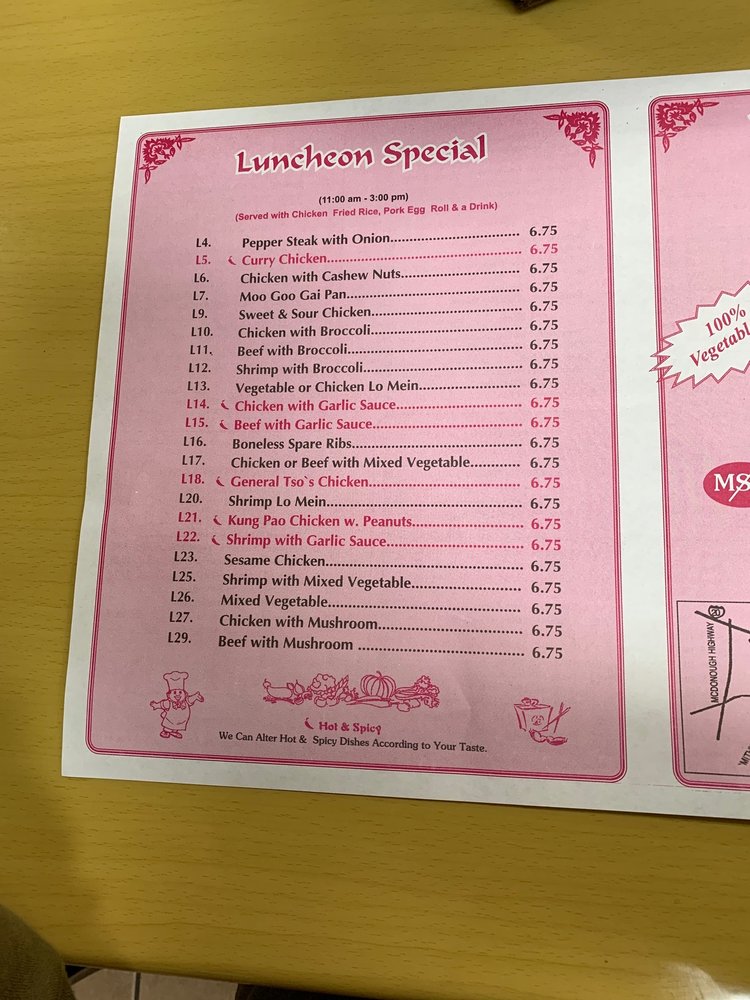 Luncheon Special
(11:00 am - 3:00 pm)
(Served with Chicken Fried Rice, Pork Egg Roll & a Drink)
L4. Pepper Steak with Onion................................. 6.75
L5. Curry Chicken.................................................. 6.75
L6. Chicken with Cashew Nuts............................... 6.75
L7. Moo Goo Gai Pan............................................. 6.75
L9. Sweet & Sour Chicken....................................... 6.75
L10. Chicken with Broccoli....................................... 6.75
L11. Beef with Broccoli............................................. 6.75
L12. Shrimp with Broccoli......................................... 6.75
L13. Vegetable or Chicken Lo Mein.......................... 6.75
L14. Chicken with Garlic Sauce................................ 6.75
L15. Beef with Garlic Sauce...................................... 6.75
L16. Boneless Spare Ribs........................................... 6.75
L17. Chicken or Beef with Mixed Vegetable............. 6.75
L18. General Tso`s Chicken....................................... 6.75
L20. Shrimp Lo Mein................................................. 6.75
L21. Kung Pao Chicken w. Peanuts............................ 6.75
L22. Shrimp with Garlic Sauce................................... 6.75
L23. Sesame Chicken................................................. 6.75
L25. Shrimp with Mixed Vegetable............................ 6.75
L26. Mixed Vegetable................................................ 6.75
L27. Chicken with Mushroom.................................... 6.75
L29. Beef with Mushroom ......................................... 6.75
Hot & Spicy
We Can Alter Hot & Spicy Dishes According to Your Taste.
100%
MCDONOUGH HIGHWAY
20